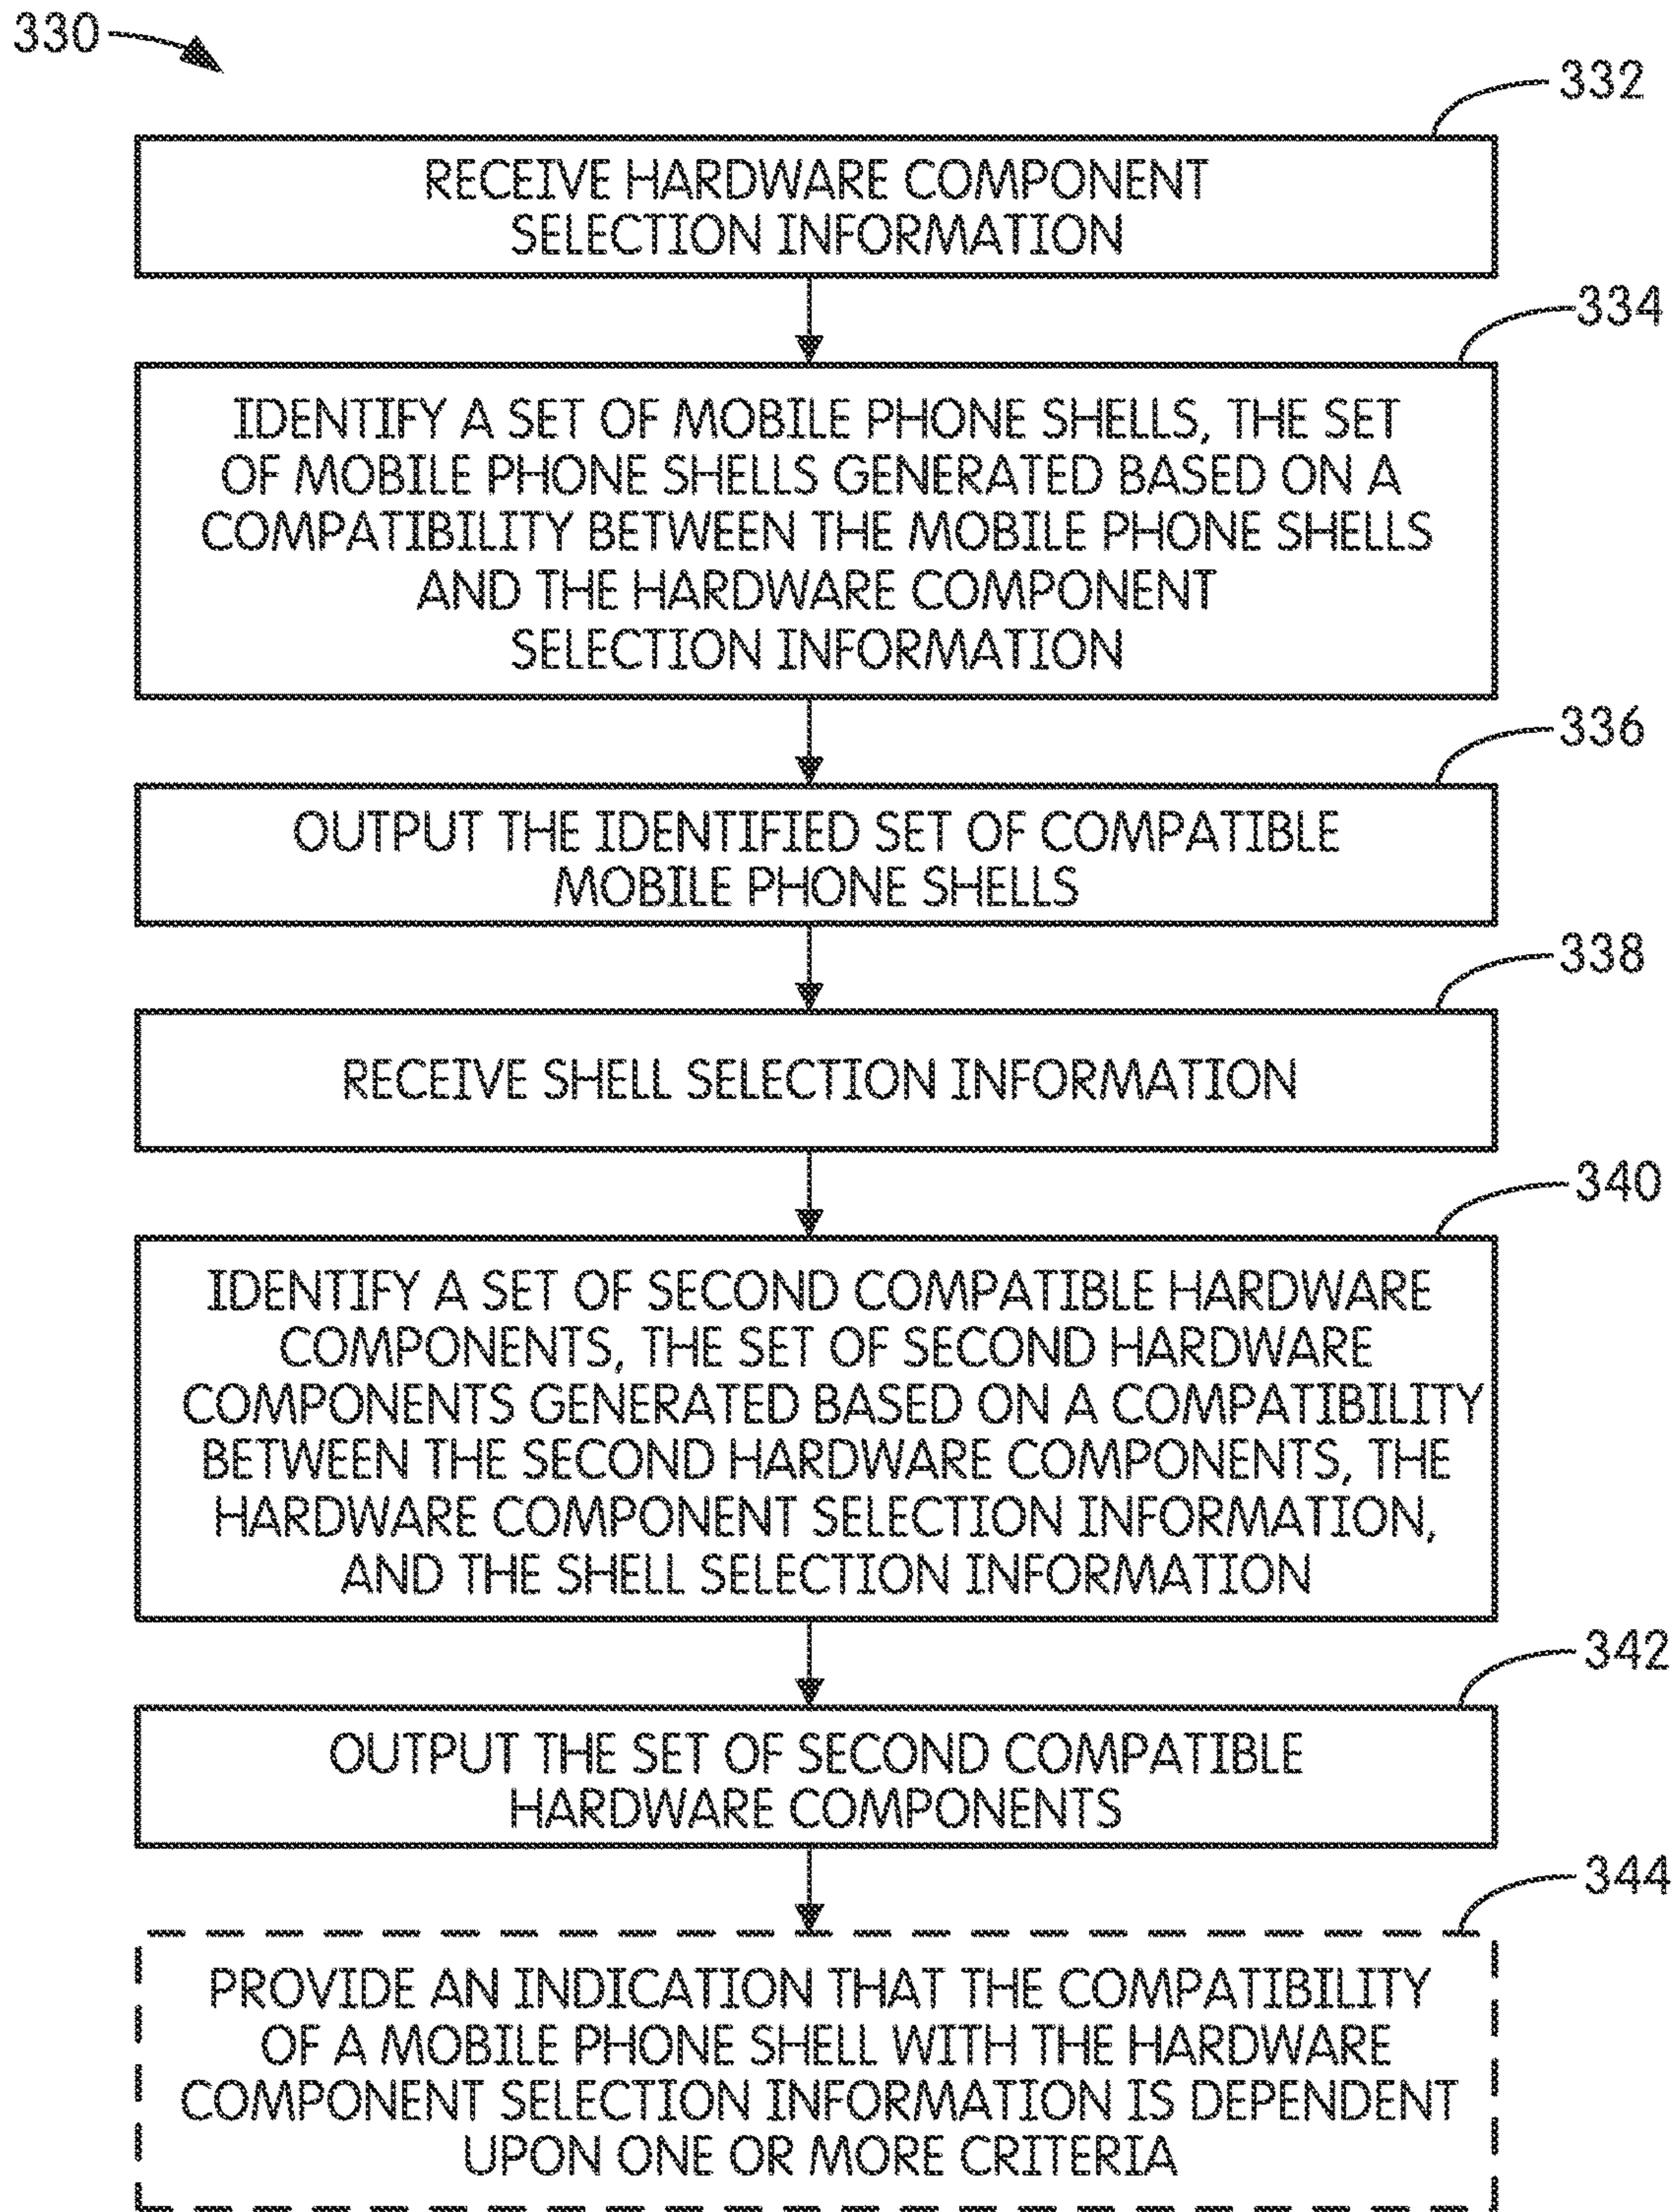 330
332
RECEIVE HARDWARE COMPONENT
SELECTION INFORMATION
334
IDENTIFY A SET OF MOBILE PHONE SHELLS, THE SET
OF MOBILE PHONE SHELLS GENERATED BASED ON A
COMPATIBILITY BETWEEN THE MOBILE PHONE SHELLS
AND THE HARDWARE COMPONENT
SELECTION INFORMATION
336
OUTPUT THE IDENTIFIED SET OF COMPATIBLE
MOBILE PHONE SHELLS
338
RECEIVE SHELL SELECTION INFORMATION
340
IDENTIFY A SET OF SECOND COMPATIBLE HARDWARE
COMPONENTS, THE SET OF SECOND HARDWARE
COMPONENTS GENERATED BASED ON A COMPATIBILITY
BETWEEN THE SECOND HARDWARE COMPONENTS, THE
HARDWARE COMPONENT SELECTION INFORMATION,
AND THE SHELL SELECTION INFORMATION
342
OUTPUT THE SET OF SECOND COMPATIBLE
HARDWARE COMPONENTS
344
PROVIDE AN INDICATION THAT THE COMPATIBILITY
OF A MOBILE PHONE SHELL WITH THE HARDWARE
COMPONENT SELECTION INFORMATION IS DEPENDENT
UPON ONE OR MORE CRITERIA